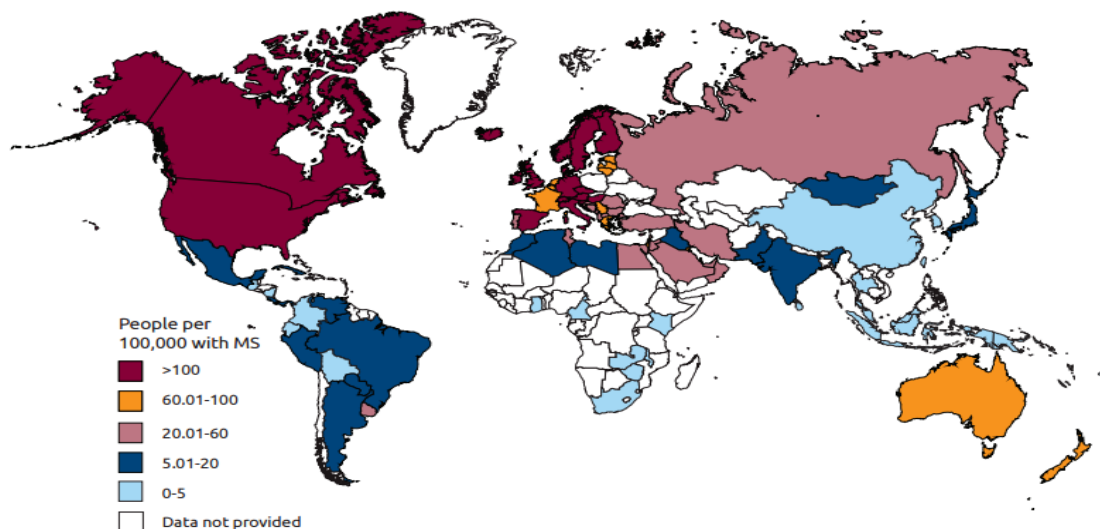 People per
100,000 with MS
>100
60.01-100
20.01-60
5.01-20
0-5
Data not provided